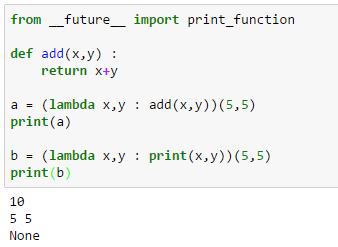 from __future__ import print_function
def add(x,y) :
    return x+y
a = (lambda x,y : add(x,y))(5,5)
print(a)
b = (lambda x,y : print(x,y))(5,5)
print(b)
10
5 5
None